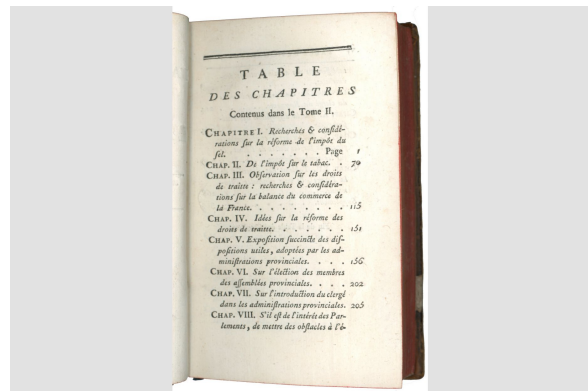 TABLE
DES CHAPITRES
Contenus dans le Tome II.
CHAPITRE I. Recherches & considé-
rations sur la réforme de l'impôt du
sel. . . . . . . . Page 1
CHAP. II. De l'impôt sur le tabac. . 70
CHAP. III. Observation sur les droits
de traitte : recherches & considéra-
tions sur la balance du commerce de
la France. . . . . . . . . 115
CHAP. IV. Idées sur la réforme des
droits de traitte. . . . . . . 151
CHAP. V. Exposition succincte des dis-
positions utiles, adoptées par les ad-
ministrations provinciales. . . . 156
CHAP. VI. Sur l'élection des membres
des assemblées provinciales. . . . 202
CHAP. VII. Sur l'introduction du clergé
dans les administrations provinciales. 205
CHAP. VIII. S'il est de l'intérêt des Par-
lements, de mettre des obstacles à l'é-